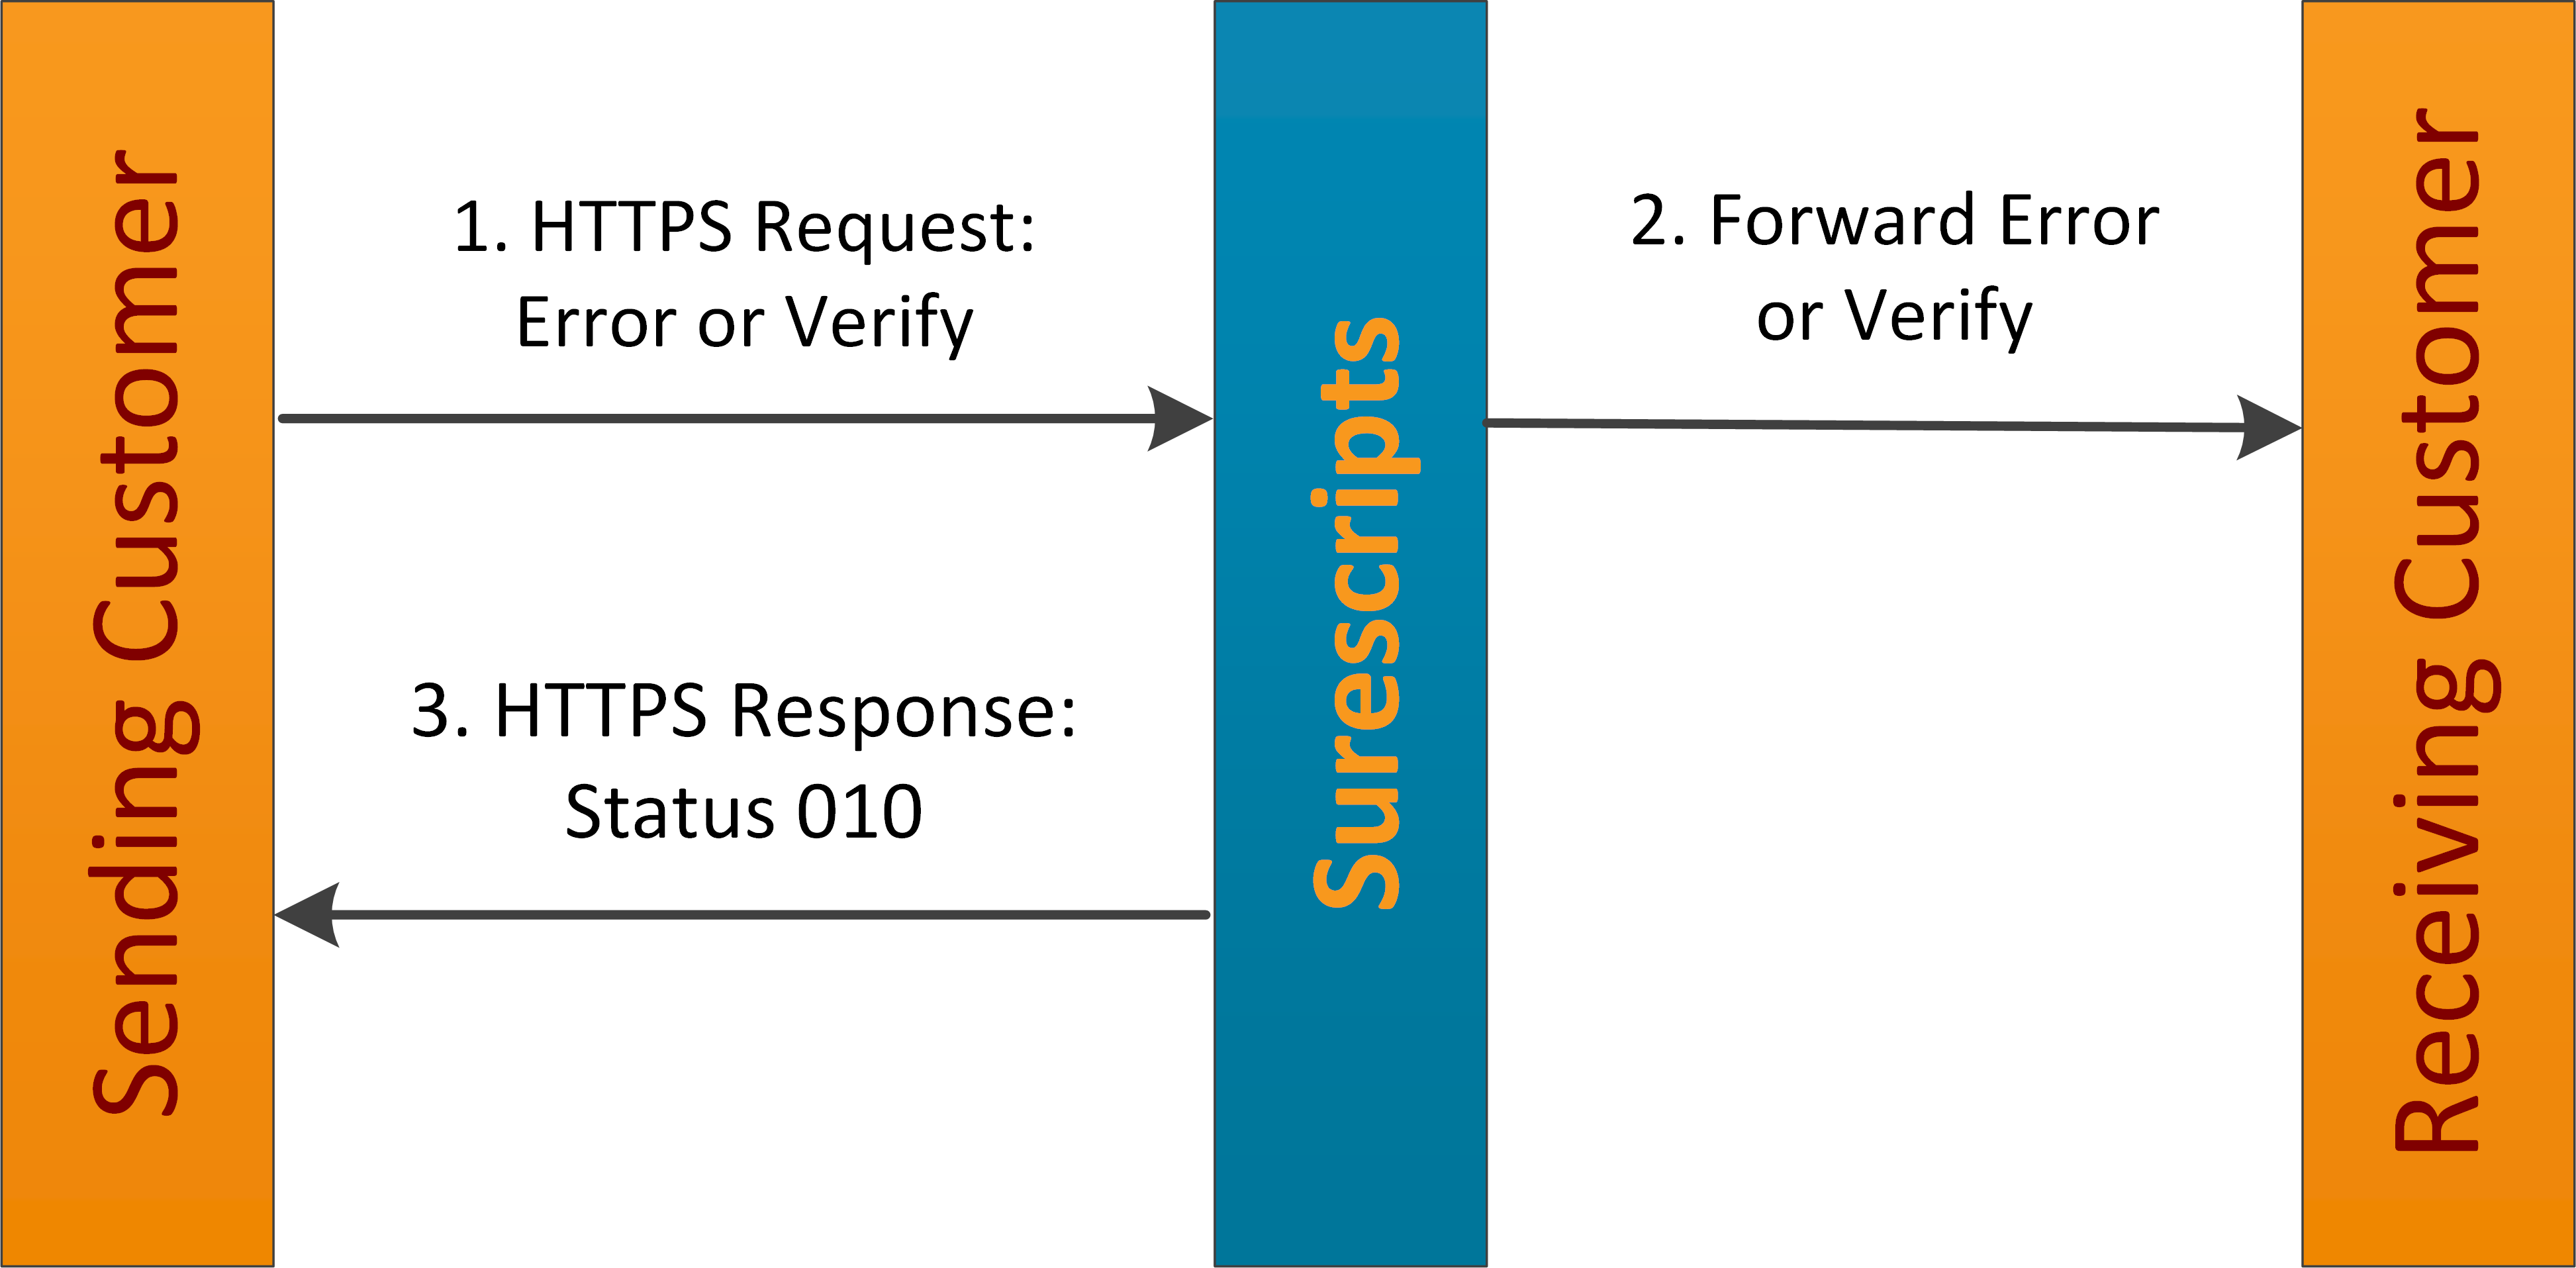 Sending Customer
1. HTTPS Request:
Error or Verify
3. HTTPS Response:
Status 010
Surescripts
2. Forward Error
or Verify
Receiving Customer